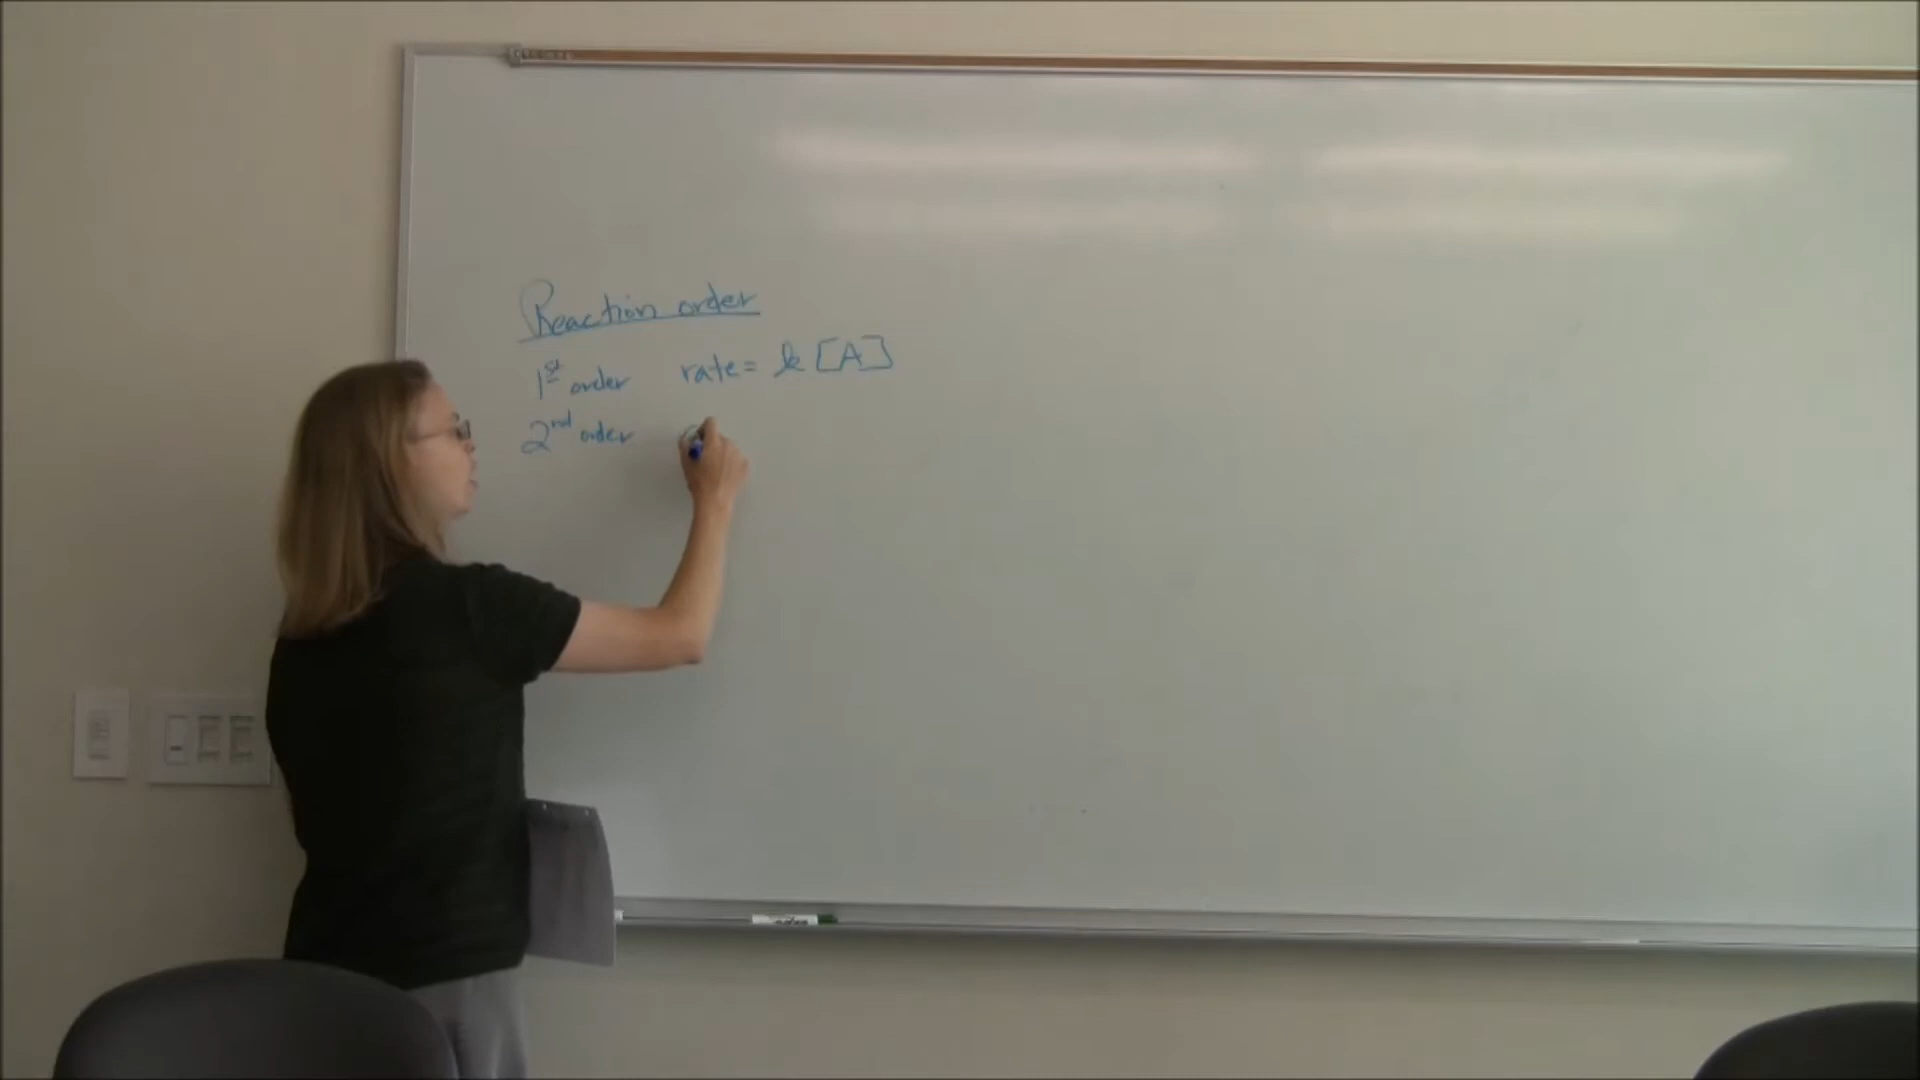 Reaction order
1st order rate = k [A]
2nd order